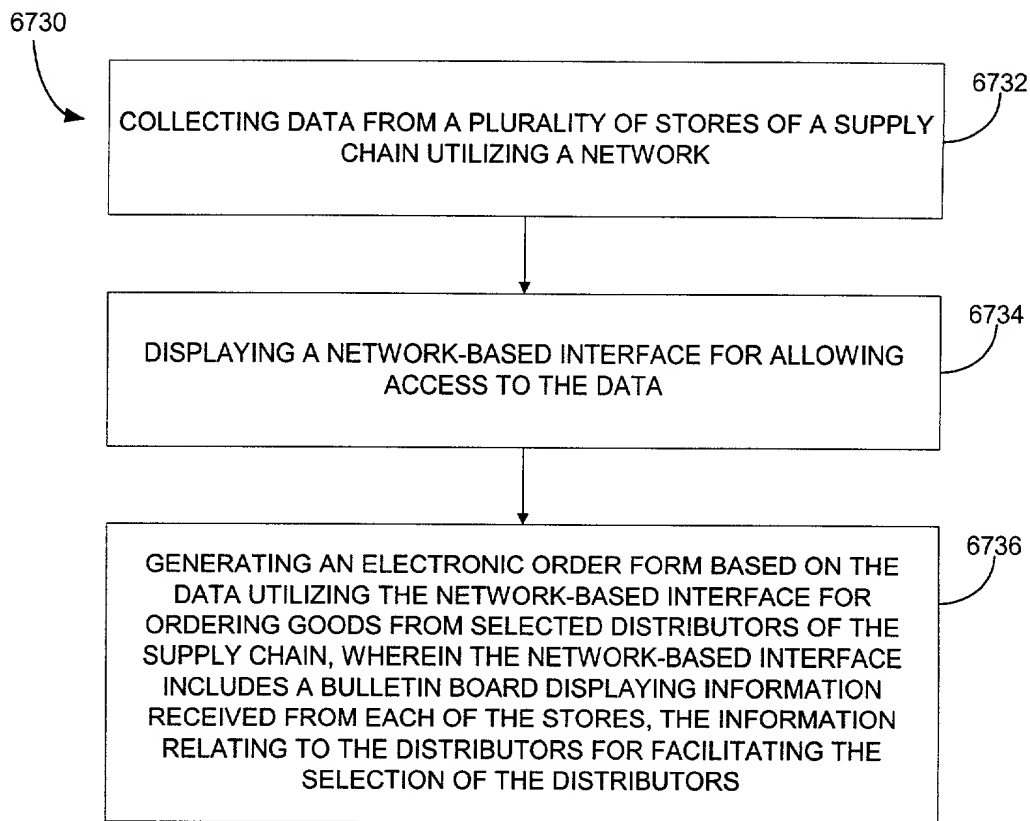 6730
6732
COLLECTING DATA FROM A PLURALITY OF STORES OF A SUPPLY
CHAIN UTILIZING A NETWORK
6734
DISPLAYING A NETWORK-BASED INTERFACE FOR ALLOWING
ACCESS TO THE DATA
6736
GENERATING AN ELECTRONIC ORDER FORM BASED ON THE
DATA UTILIZING THE NETWORK-BASED INTERFACE FOR
ORDERING GOODS FROM SELECTED DISTRIBUTORS OF THE
SUPPLY CHAIN, WHEREIN THE NETWORK-BASED INTERFACE
INCLUDES A BULLETIN BOARD DISPLAYING INFORMATION
RECEIVED FROM EACH OF THE STORES, THE INFORMATION
RELATING TO THE DISTRIBUTORS FOR FACILITATING THE
SELECTION OF THE DISTRIBUTORS